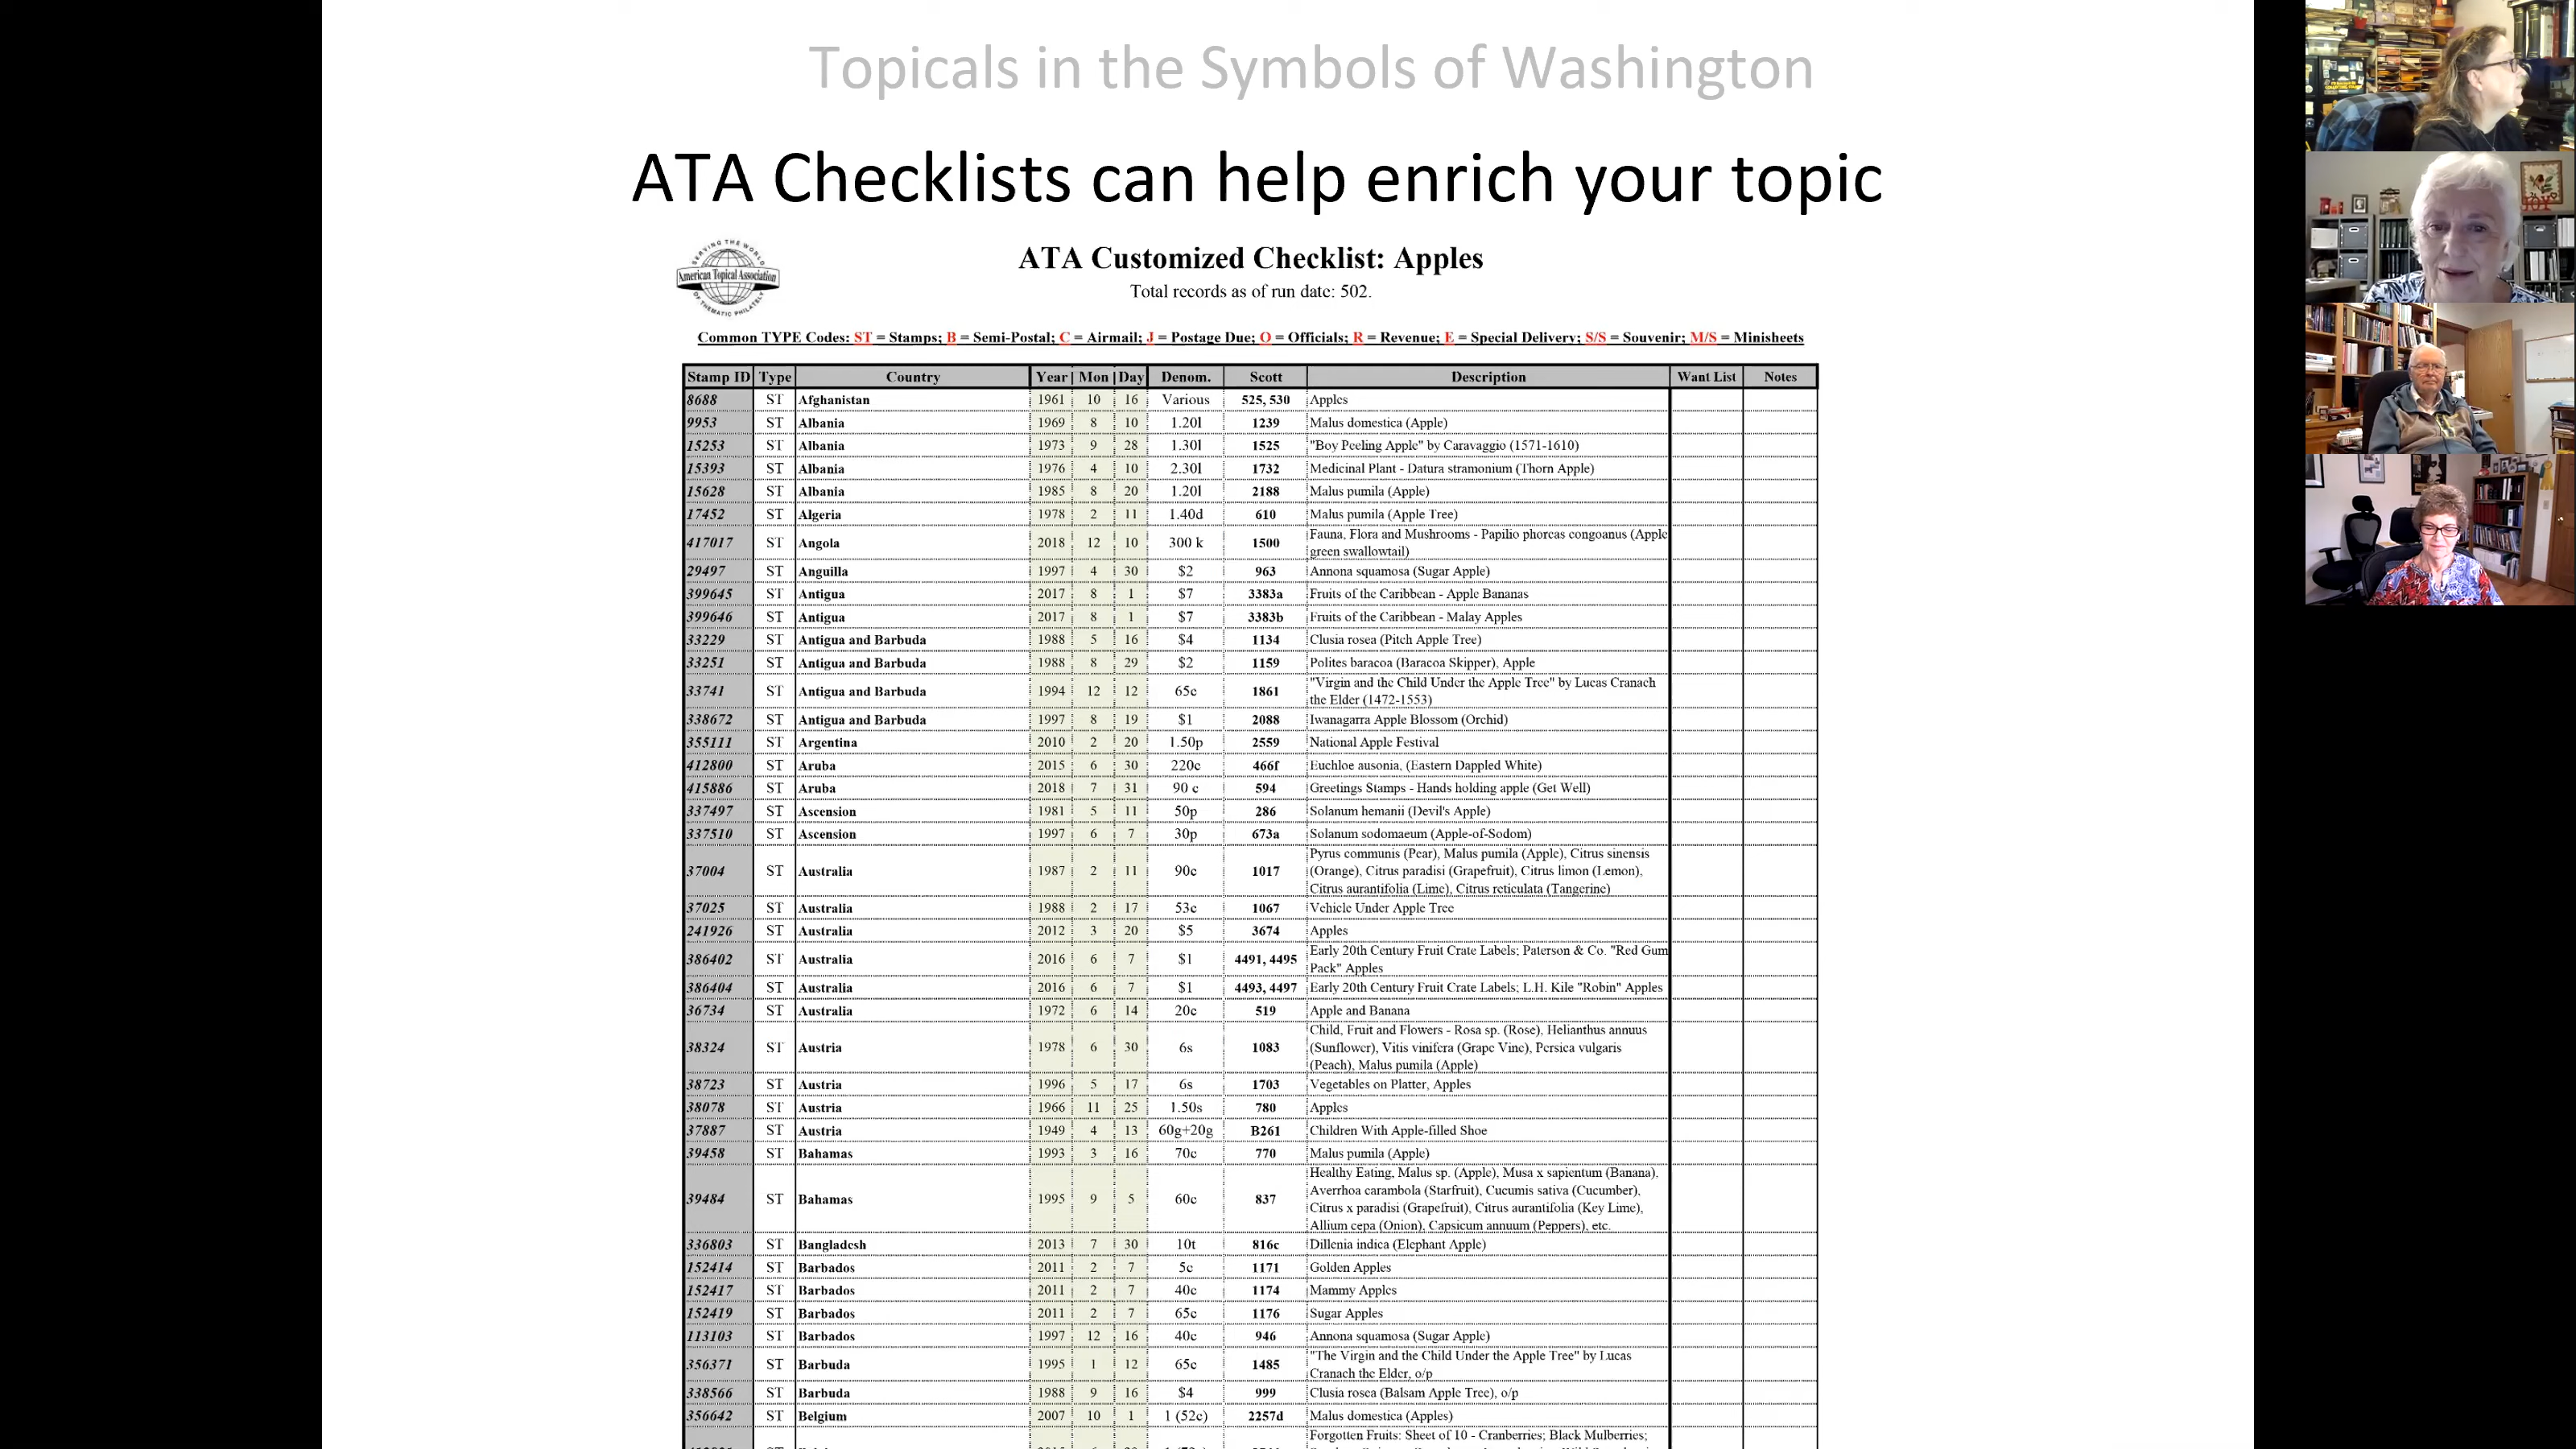 Topicals in the Symbols of Washington
ATA Checklists can help enrich your topic
SERVING THE WORLD
American Topical Association
OF THEMATIC PHILATELY
ATA Customized Checklist: Apples
Total records as of run date: 502.
Common TYPE Codes: ST = Stamps; B = Semi-Postal; C = Airmail; J = Postage Due; O = Officials; R = Revenue; E = Special Delivery; S/S = Souvenir; M/S = Minisheets
Stamp ID Type Country Year Mon Day Denom. Scott Description Want List Notes
8688 ST Afghanistan 1961 10 16 Various 525, 530 Apples
9953 ST Albania 1969 8 10 1.20l 1239 Malus domestica (Apple)
15253 ST Albania 1973 9 28 1.30l 1525 "Boy Peeling Apple" by Caravaggio (1571-1610)
15393 ST Albania 1976 4 10 2.30l 1732 Medicinal Plant - Datura stramonium (Thorn Apple)
15628 ST Albania 1985 8 20 1.20l 2188 Malus pumila (Apple)
17452 ST Algeria 1978 2 11 1.40d 610 Malus pumila (Apple Tree)
417017 ST Angola 2018 12 10 300 k 1500 Fauna, Flora and Mushrooms - Papilio phorcas congoanus (Apple
green swallowtail)
29497 ST Anguilla 1997 4 30 $2 963 Annona squamosa (Sugar Apple)
399645 ST Antigua 2017 8 1 $7 3383a Fruits of the Caribbean - Apple Bananas
399646 ST Antigua 2017 8 1 $7 3383b Fruits of the Caribbean - Malay Apples
33229 ST Antigua and Barbuda 1988 5 16 $4 1134 Clusia rosea (Pitch Apple Tree)
33251 ST Antigua and Barbuda 1988 8 29 $2 1159 Polites baracoa (Baracoa Skipper), Apple
33741 ST Antigua and Barbuda 1994 12 12 65c 1861 "Virgin and the Child Under the Apple Tree" by Lucas Cranach
the Elder (1472-1553)
338672 ST Antigua and Barbuda 1997 8 19 $1 2088 Iwanagarra Apple Blossom (Orchid)
355111 ST Argentina 2010 2 20 1.50p 2559 National Apple Festival
412800 ST Aruba 2015 6 30 220c 466f Euchloe ausonia, (Eastern Dappled White)
415886 ST Aruba 2018 7 31 90 c 594 Greetings Stamps - Hands holding apple (Get Well)
337497 ST Ascension 1981 5 11 50p 286 Solanum hemanii (Devil's Apple)
337510 ST Ascension 1997 6 7 30p 673a Solanum sodomaeum (Apple-of-Sodom)
37004 ST Australia 1987 2 11 90c 1017 Pyrus communis (Pear), Malus pumila (Apple), Citrus sinensis
(Orange), Citrus paradisi (Grapefruit), Citrus limon (Lemon),
Citrus aurantifolia (Lime), Citrus reticulata (Tangerine)
37025 ST Australia 1988 2 17 53c 1067 Vehicle Under Apple Tree
241926 ST Australia 2012 3 20 $5 3674 Apples
386402 ST Australia 2016 6 7 $1 4491, 4495 Early 20th Century Fruit Crate Labels; Paterson & Co. "Red Gum
Pack" Apples
386404 ST Australia 2016 6 7 $1 4493, 4497 Early 20th Century Fruit Crate Labels; L.H. Kile "Robin" Apples
36734 ST Australia 1972 6 14 20c 519 Apple and Banana
38324 ST Austria 1978 6 30 6s 1083 Child, Fruit and Flowers - Rosa sp. (Rose), Helianthus annuus
(Sunflower), Vitis vinifera (Grape Vine), Persica vulgaris
(Peach), Malus pumila (Apple)
38723 ST Austria 1996 5 17 6s 1703 Vegetables on Platter, Apples
38078 ST Austria 1966 11 25 1.50s 780 Apples
37887 ST Austria 1949 4 13 60g+20g B261 Children With Apple-filled Shoe
39458 ST Bahamas 1993 3 16 70c 770 Malus pumila (Apple)
39484 ST Bahamas 1995 9 5 60c 837 Healthy Eating, Malus sp. (Apple), Musa x sapientum (Banana),
Averrhoa carambola (Starfruit), Cucumis sativa (Cucumber),
Citrus x paradisi (Grapefruit), Citrus aurantifolia (Key Lime),
Allium cepa (Onion), Capsicum annuum (Peppers), etc.
336803 ST Bangladesh 2013 7 30 10t 816c Dillenia indica (Elephant Apple)
152414 ST Barbados 2011 2 7 5c 1171 Golden Apples
152417 ST Barbados 2011 2 7 40c 1174 Mammy Apples
152419 ST Barbados 2011 2 7 65c 1176 Sugar Apples
113103 ST Barbados 1997 12 16 40c 946 Annona squamosa (Sugar Apple)
356371 ST Barbuda 1995 1 12 65c 1485 "The Virgin and the Child Under the Apple Tree" by Lucas
Cranach the Elder, o/p
338566 ST Barbuda 1988 9 16 $4 999 Clusia rosea (Balsam Apple Tree), o/p
356642 ST Belgium 2007 10 1 1 (52c) 2257d Malus domestica (Apples)
Forgotten Fruits: Sheet of 10 - Cranberries; Black Mulberries;
JOY